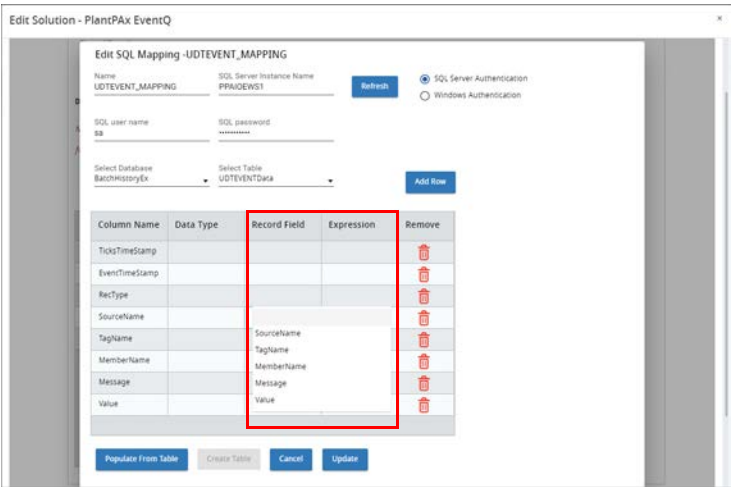 Edit Solution - PlantPAx EventQ
×
Edit SQL Mapping -UDTEVENT_MAPPING
Name
SQL Server Instance Name
UDTEVENT_MAPPING
PPAIOEWS1
Refresh
SQL Server Authentication
Windows Authentication
SQL user name
SQL password
sa
Select Database
Select Table
BatchHistoryEx
UDTEVENTData
Add Row
Column Name Data Type Record Field Expression Remove
TicksTimeStamp
EventTimeStamp
RecType
SourceName
SourceName
TagName
TagName
MemberName
MemberName
Message
Message
Value
Value
Populate From Table Create Table Cancel Update